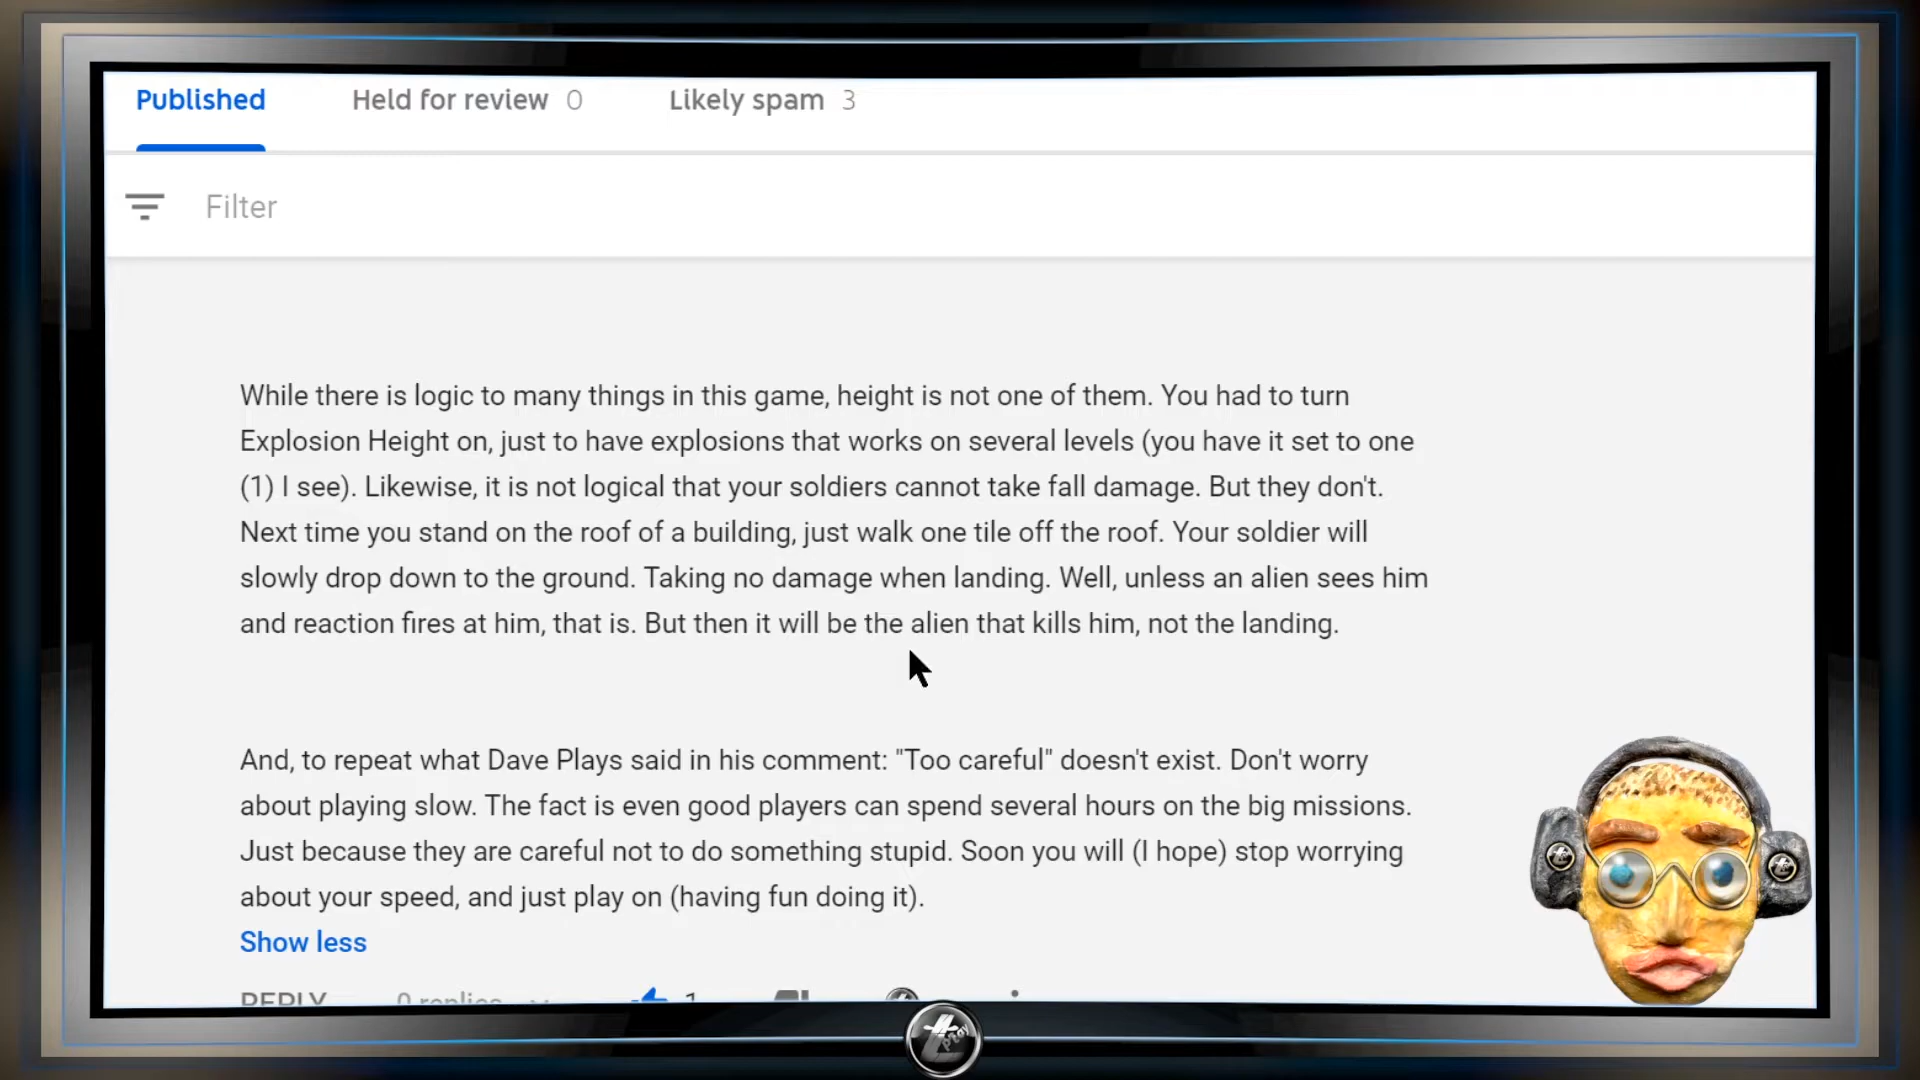 Published Held for review 0 Likely spam 3
Filter
While there is logic to many things in this game, height is not one of them. You had to turn
Explosion Height on, just to have explosions that works on several levels (you have it set to one
(1) I see). Likewise, it is not logical that your soldiers cannot take fall damage. But they don't.
Next time you stand on the roof of a building, just walk one tile off the roof. Your soldier will
slowly drop down to the ground. Taking no damage when landing. Well, unless an alien sees him
and reaction fires at him, that is. But then it will be the alien that kills him, not the landing.
And, to repeat what Dave Plays said in his comment: "Too careful" doesn't exist. Don't worry
about playing slow. The fact is even good players can spend several hours on the big missions.
Just because they are careful not to do something stupid. Soon you will (I hope) stop worrying
about your speed, and just play on (having fun doing it).
Show less
REPLY 0 replies 1
Play